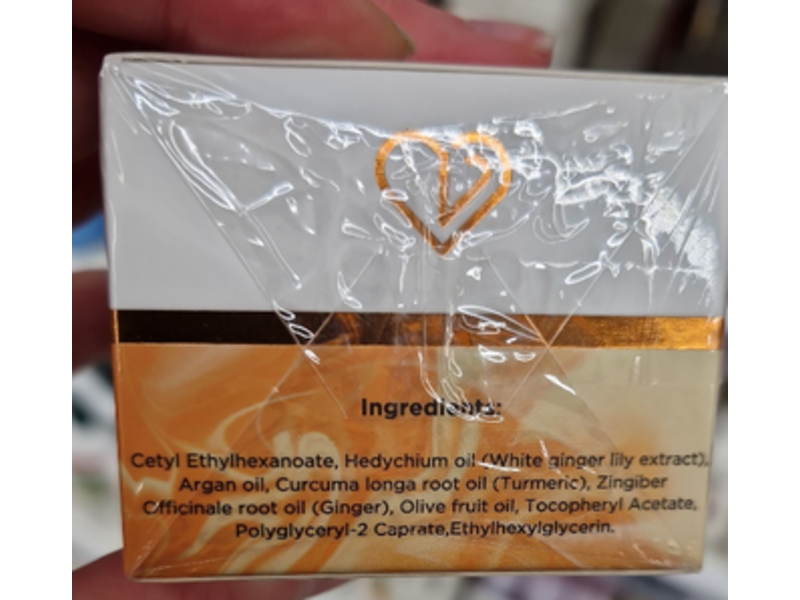 Ingredients:
Cetyl Ethylhexanoate, Hedychium oil (White ginger lily extract),
Argan oil, Curcuma longa root oil (Turmeric), Zingiber
Officinale root oil (Ginger), Olive fruit oil, Tocopheryl Acetate,
Polyglyceryl-2 Caprate,Ethylhexylglycerin.